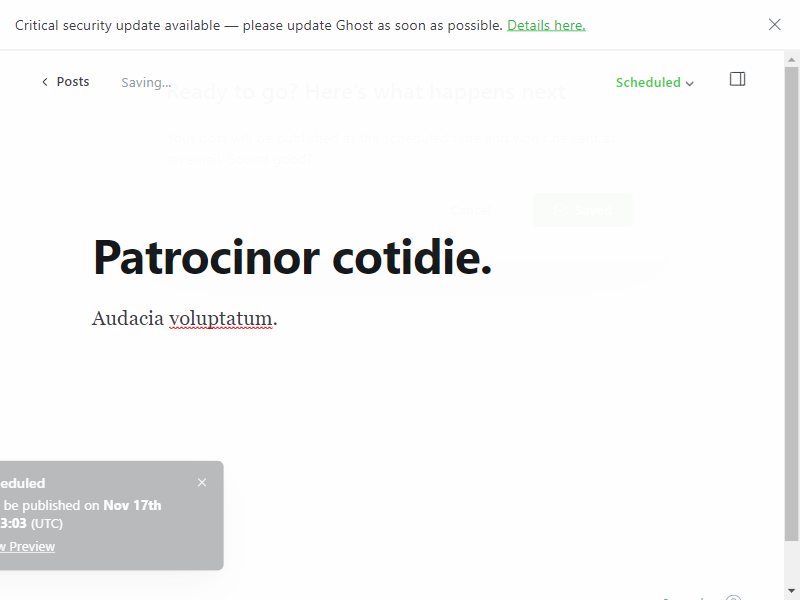 Critical security update available — please update Ghost as soon as possible. Details here.
Posts
Saving...
Ready to go? Here's what happens next
Scheduled
Patrocinor cotidie.
Audacia voluptatum.
eduled
be published on Nov 17th
3:03 (UTC)
w Preview